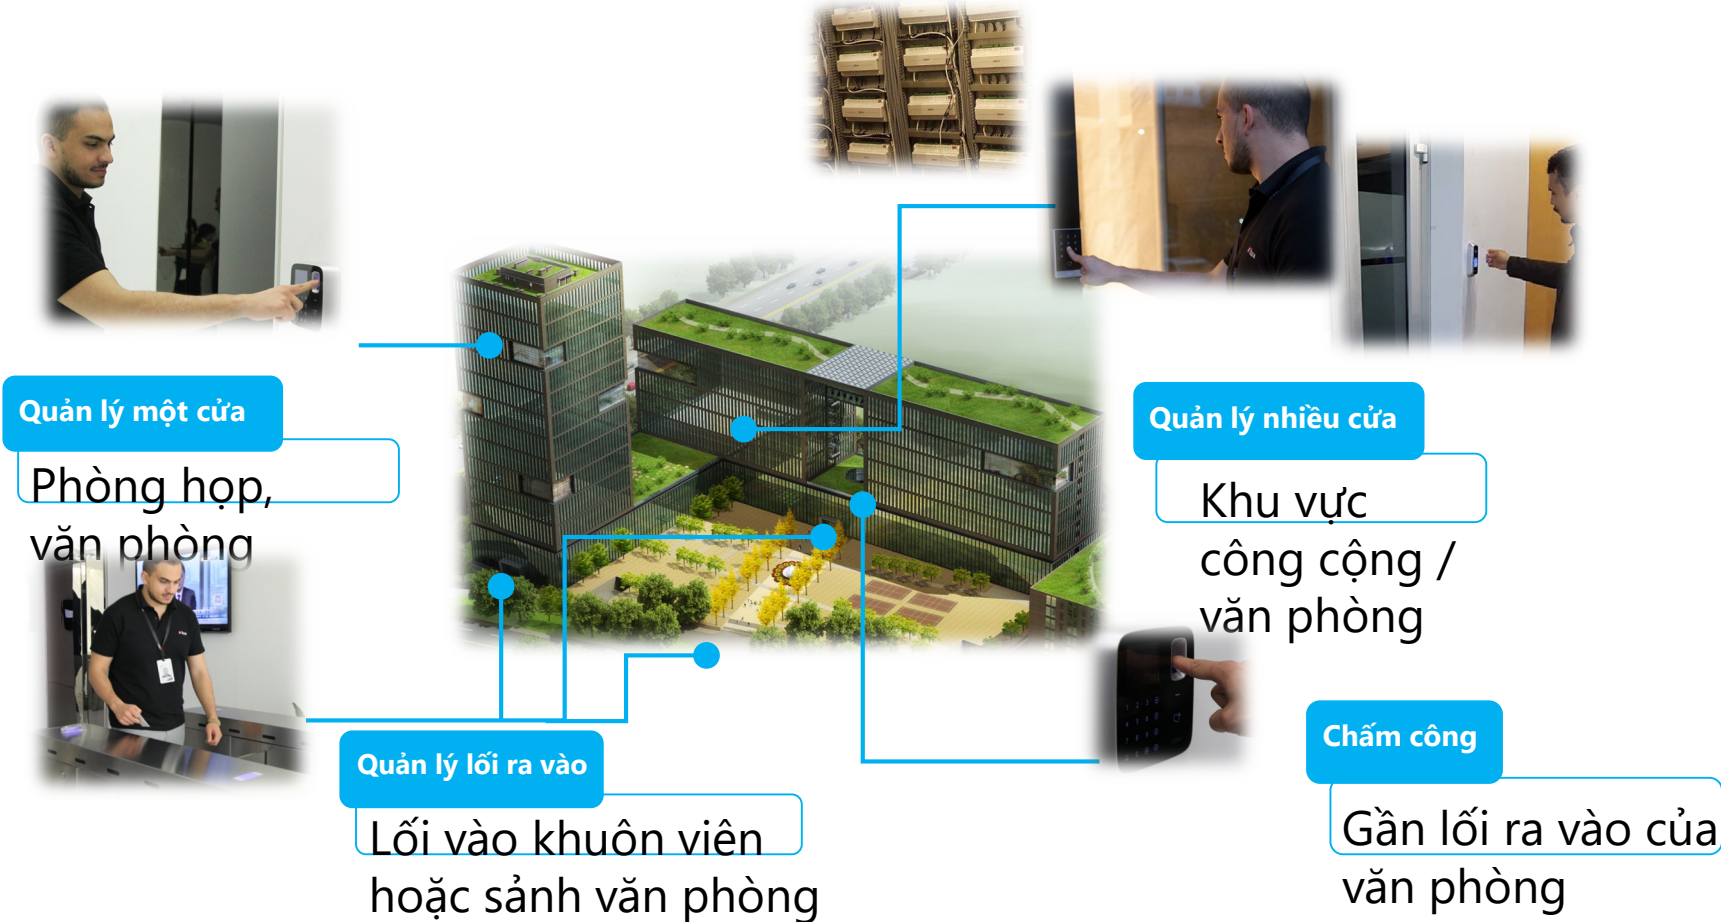 Quản lý một cửa
Phòng họp,
văn phòng
Quản lý nhiều cửa
Khu vực
công cộng /
văn phòng
Quản lý lối ra vào
Lối vào khuôn viên
hoặc sảnh văn phòng
Chấm công
Gần lối ra vào của
văn phòng